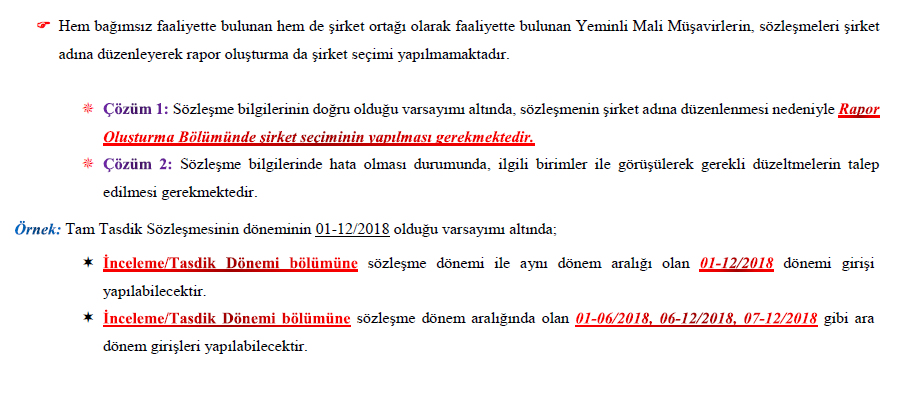 Hem bağımsız faaliyette bulunan hem de şirket ortağı olarak faaliyette bulunan Yeminli Mali Müşavirlerin, sözleşmeleri şirket
adına düzenleyerek rapor oluşturma da şirket seçimi yapılmamaktadır.
Çözüm 1: Sözleşme bilgilerinin doğru olduğu varsayımı altında, sözleşmenin şirket adına düzenlenmesi nedeniyle Rapor
Oluşturma Bölümünde şirket seçiminin yapılması gerekmektedir.
Çözüm 2: Sözleşme bilgilerinde hata olması durumunda, ilgili birimler ile görüşülerek gerekli düzeltmelerin talep
edilmesi gerekmektedir.
Örnek: Tam Tasdik Sözleşmesinin döneminin 01-12/2018 olduğu varsayımı altında;
İnceleme/Tasdik Dönemi bölümüne sözleşme dönemi ile aynı dönem aralığı olan 01-12/2018 dönemi girişi
yapılabilecektir.
İnceleme/Tasdik Dönemi bölümüne sözleşme dönem aralığında olan 01-06/2018, 06-12/2018, 07-12/2018 gibi ara
dönem girişleri yapılabilecektir.